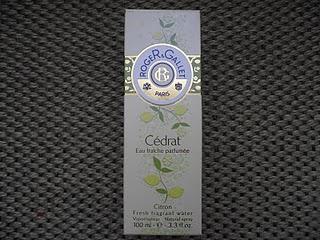 ROGER & GALLET
RG
PARIS
Cédrat
Eau fraîche parfumée
Citron
Fresh fragrant water
Vaporisateur Natural spray
100 ml - e - 3.3 fl.oz